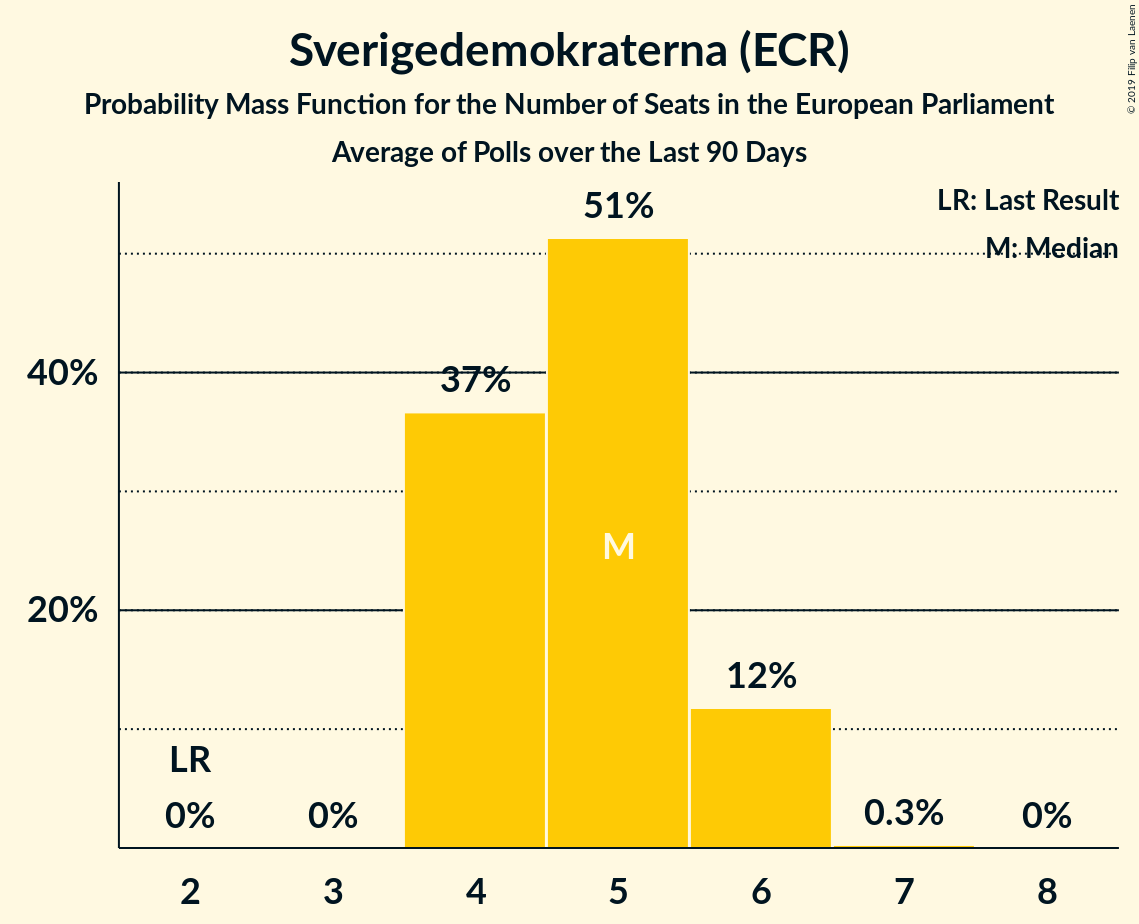 Sverigedemokraterna (ECR)
Probability Mass Function for the Number of Seats in the European Parliament
Average of Polls over the Last 90 Days
© 2019 Filip van Laenen
LR: Last Result
M: Median
51%
40%
37%
M
20%
12%
LR
0%
0%
0.3%
0%
2 3 4 5 6 7 8